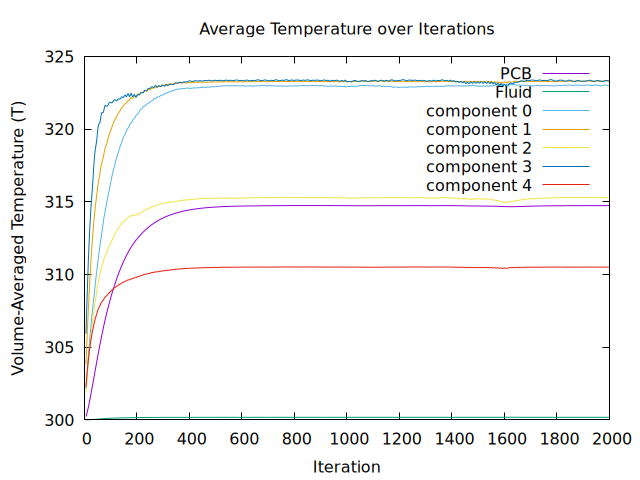 Average Temperature over Iterations
Volume-Averaged Temperature (T)
325
320
315
310
305
300
PCB
Fluid
component 0
component 1
component 2
component 3
component 4
0 200 400 600 800 1000 1200 1400 1600 1800 2000
Iteration